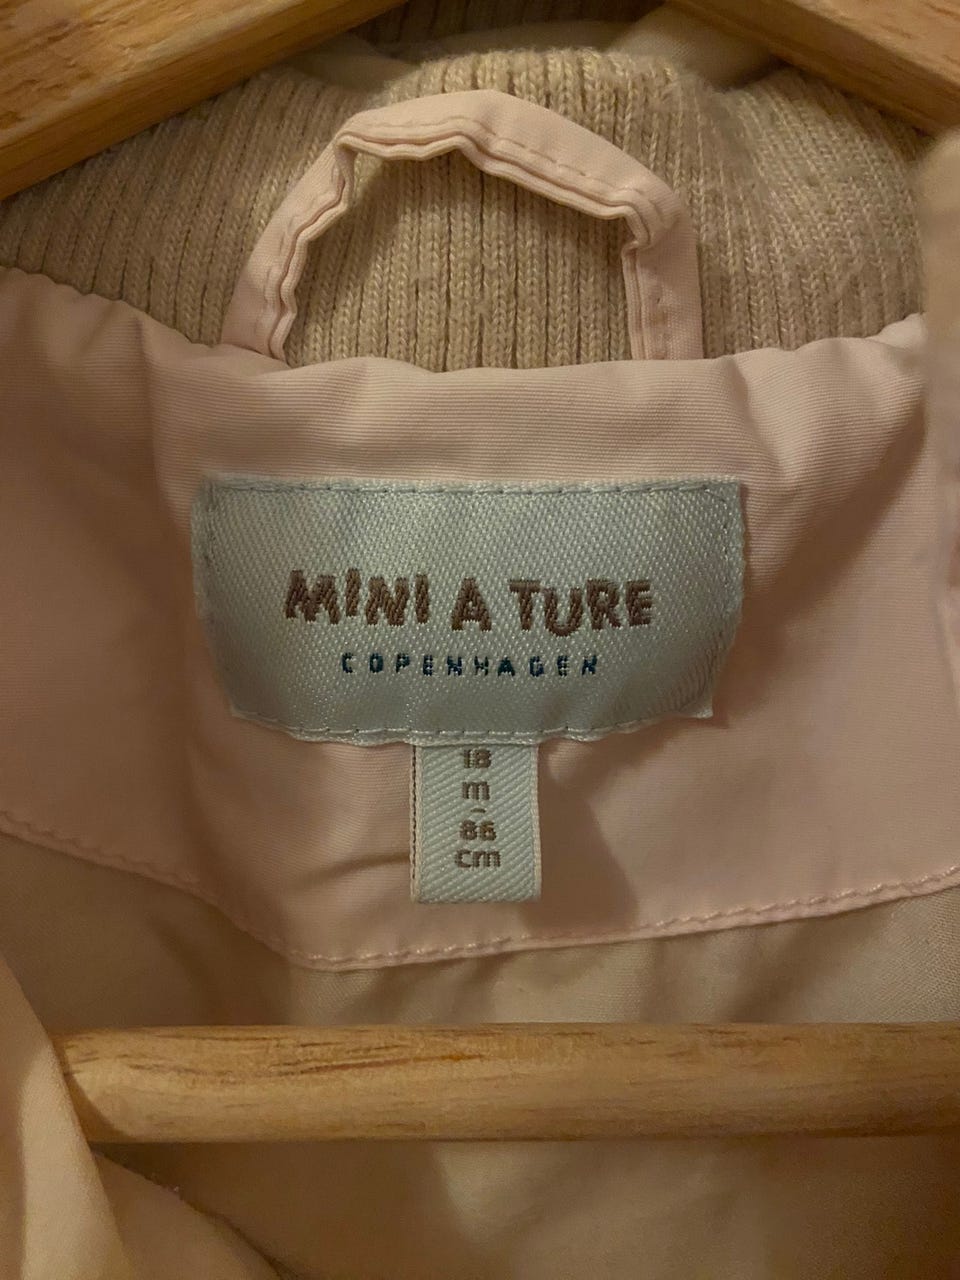 MINI A TURE
COPENHAGEN
18
m
-
86
cm